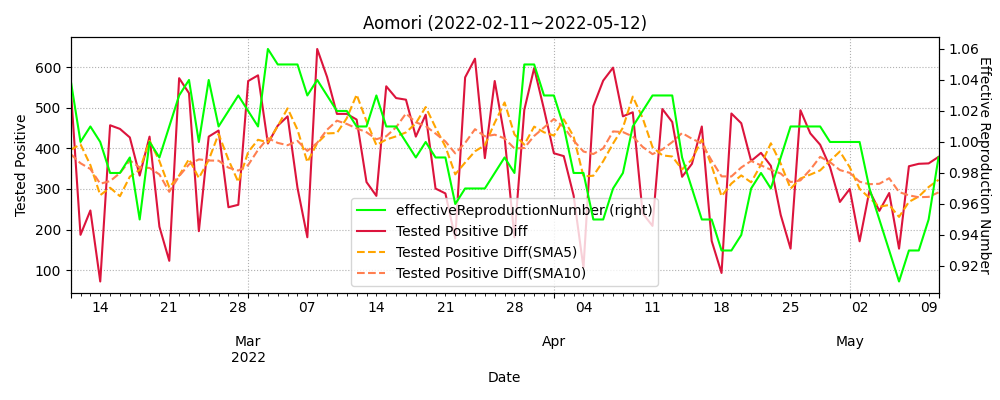 Aomori (2022-02-11~2022-05-12)
Tested Positive
600
500
400
300
200
100
1.06
1.04
1.02
1.00
0.98
0.96
0.94
0.92
Effective Reproduction Number
effectiveReproductionNumber (right)
Tested Positive Diff
Tested Positive Diff(SMA5)
Tested Positive Diff(SMA10)
14 21 28 07 14 21 28 04 11 18 25 02 09
Mar Apr May
2022
Date